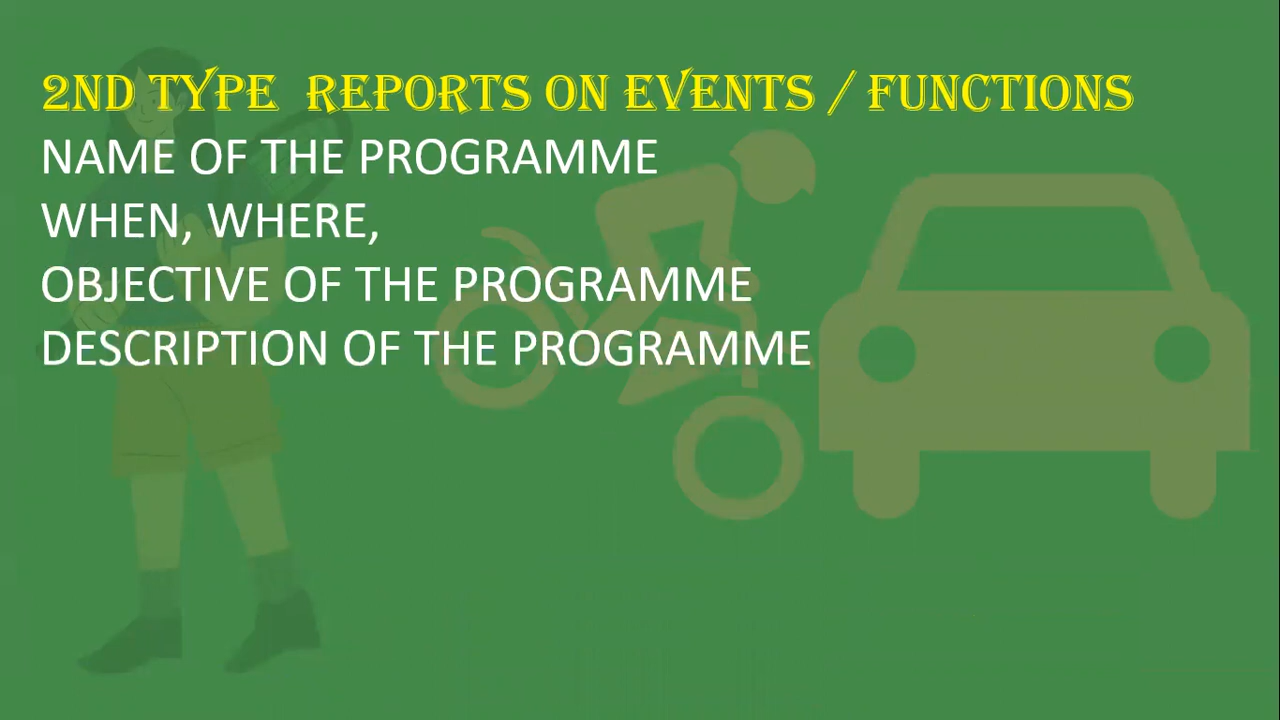 2ND TYPE REPORTS ON EVENTS / FUNCTIONS
NAME OF THE PROGRAMME
WHEN, WHERE,
OBJECTIVE OF THE PROGRAMME
DESCRIPTION OF THE PROGRAMME